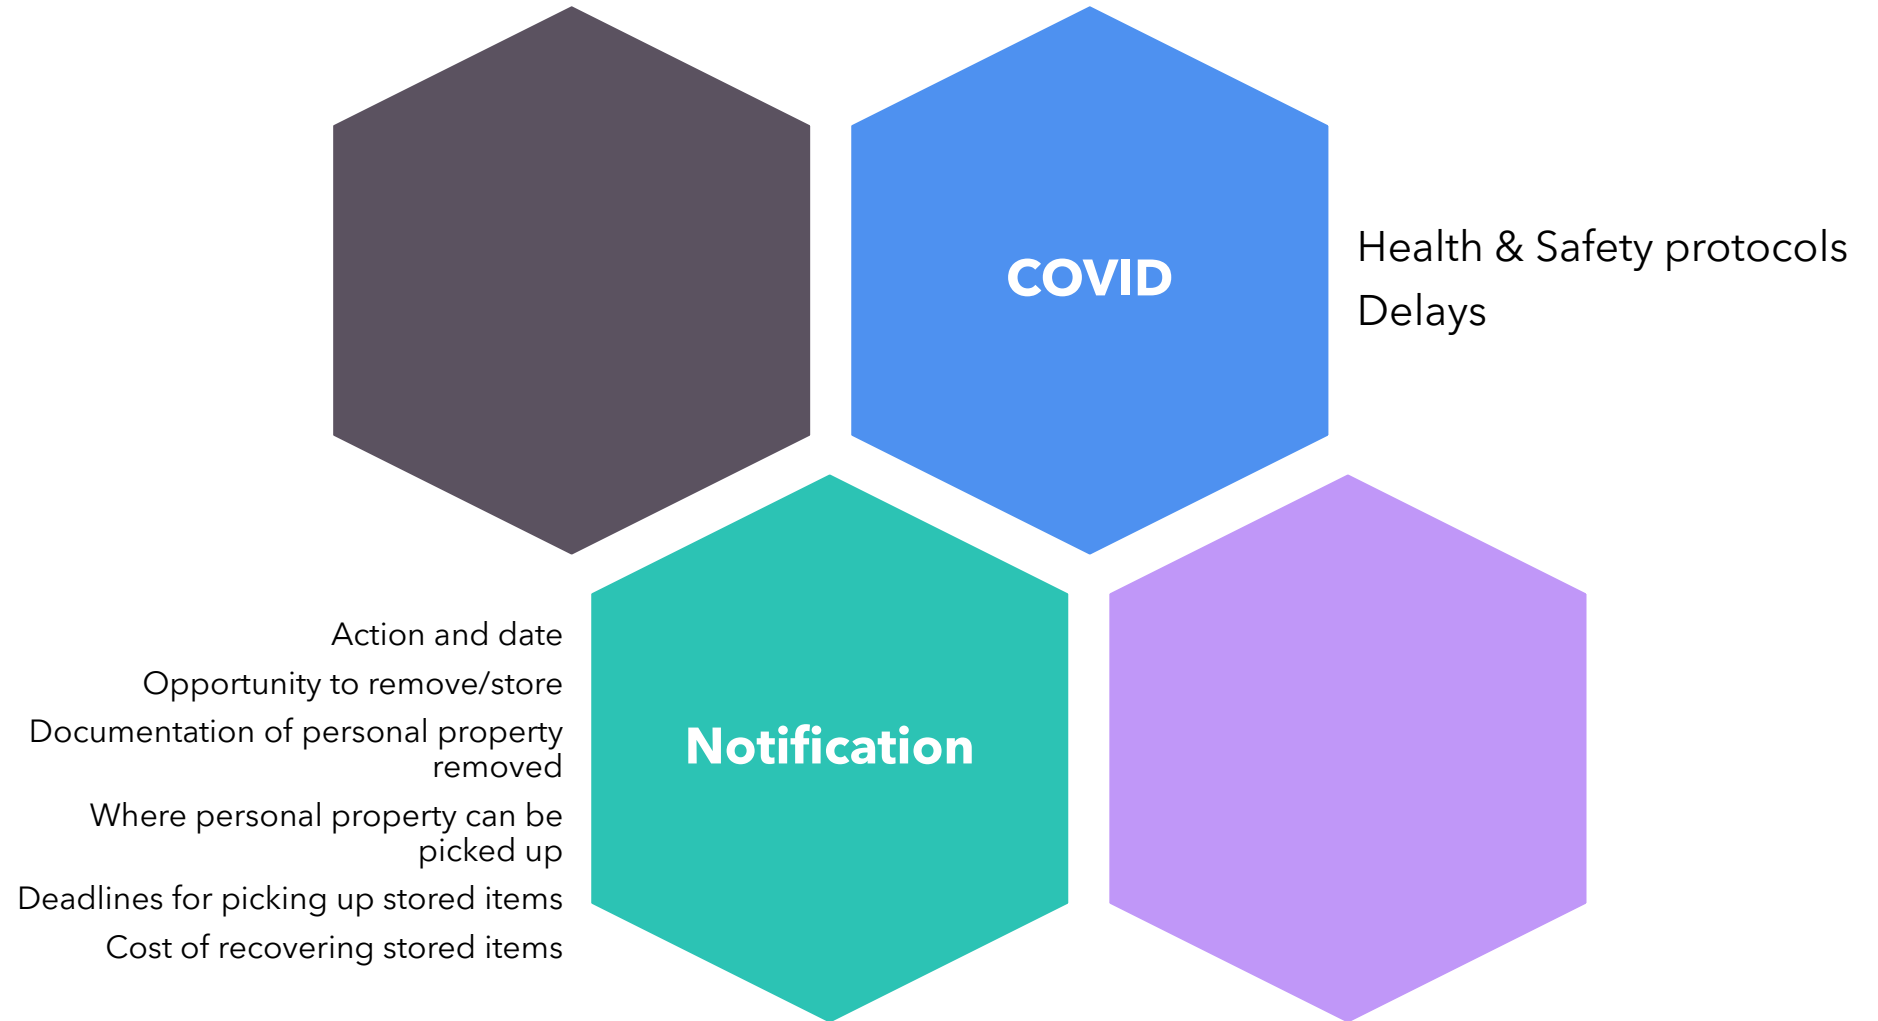 COVID
Health & Safety protocols
Delays
Action and date
Opportunity to remove/store
Documentation of personal property
removed
Where personal property can be
picked up
Deadlines for picking up stored items
Cost of recovering stored items
Notification